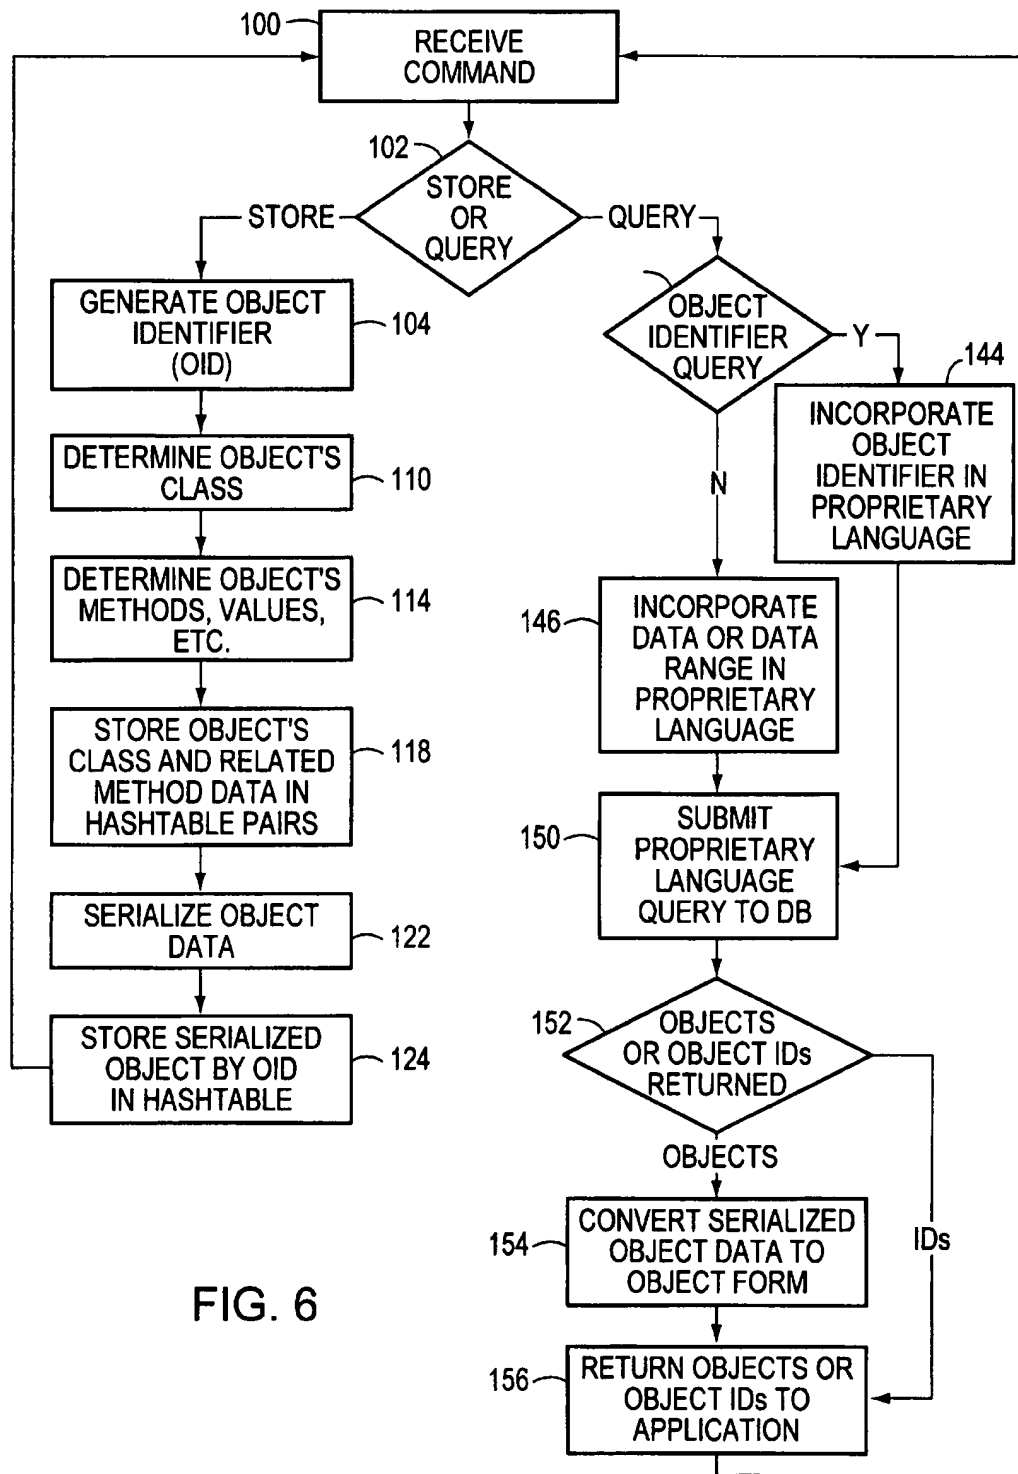 100
RECEIVE
COMMAND
102
STORE
OR
QUERY
STORE
QUERY
GENERATE OBJECT
IDENTIFIER
(OID)
104
OBJECT
IDENTIFIER
QUERY
Y
144
INCORPORATE
OBJECT
IDENTIFIER IN
PROPRIETARY
LANGUAGE
DETERMINE OBJECT'S
CLASS
110
N
DETERMINE OBJECT'S
METHODS, VALUES,
ETC.
114
146
INCORPORATE
DATA OR DATA
RANGE IN
PROPRIETARY
LANGUAGE
STORE OBJECT'S
CLASS AND RELATED
METHOD DATA IN
HASHTABLE PAIRS
118
150
SUBMIT
PROPRIETARY
LANGUAGE
QUERY TO DB
SERIALIZE OBJECT
DATA
122
STORE SERIALIZED
OBJECT BY OID
IN HASHTABLE
124
152
OBJECTS
OR OBJECT IDs
RETURNED
OBJECTS
IDs
154
CONVERT SERIALIZED
OBJECT DATA TO
OBJECT FORM
156
RETURN OBJECTS OR
OBJECT IDs TO
APPLICATION
FIG. 6